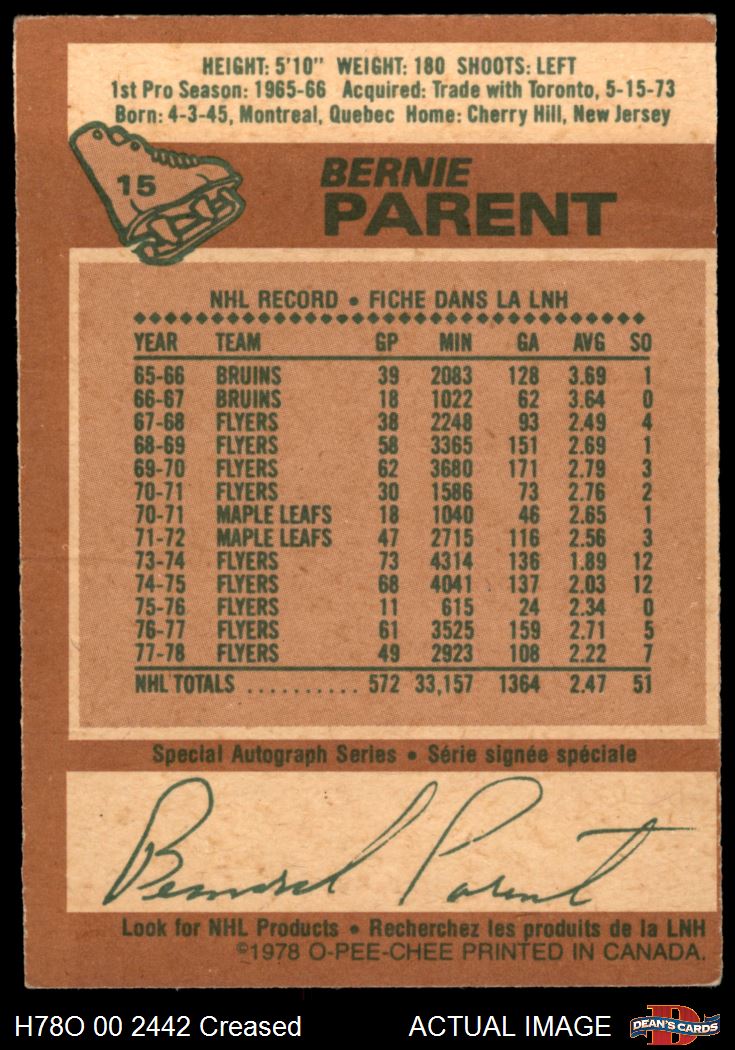 HEIGHT: 5'10" WEIGHT: 180 SHOOTS: LEFT
1st Pro Season: 1965-66 Acquired: Trade with Toronto, 5-15-73
Born: 4-3-45, Montreal, Quebec Home: Cherry Hill, New Jersey
15
BERNIE
PARENT
NHL RECORD • FICHE DANS LA LNH
YEAR TEAM GP MIN GA AVG SO
65-66 BRUINS 39 2083 128 3.69 1
66-67 BRUINS 18 1022 62 3.64 0
67-68 FLYERS 38 2248 93 2.49 4
68-69 FLYERS 58 3365 151 2.69 1
69-70 FLYERS 62 3680 171 2.79 3
70-71 FLYERS 30 1586 73 2.76 2
70-71 MAPLE LEAFS 18 1040 46 2.65 1
71-72 MAPLE LEAFS 47 2715 116 2.56 3
73-74 FLYERS 73 4314 136 1.89 12
74-75 FLYERS 68 4041 137 2.03 12
75-76 FLYERS 11 615 24 2.34 0
76-77 FLYERS 61 3525 159 2.71 5
77-78 FLYERS 49 2923 108 2.22 7
NHL TOTALS .......... 572 33,157 1364 2.47 51
Special Autograph Series • Série signée spéciale
Bernard Parent
Look for NHL Products • Recherchez les produits de la LNH
©1978 O-PEE-CHEE PRINTED IN CANADA.
H78O 00 2442 Creased ACTUAL IMAGE
D
DEAN'S CARDS